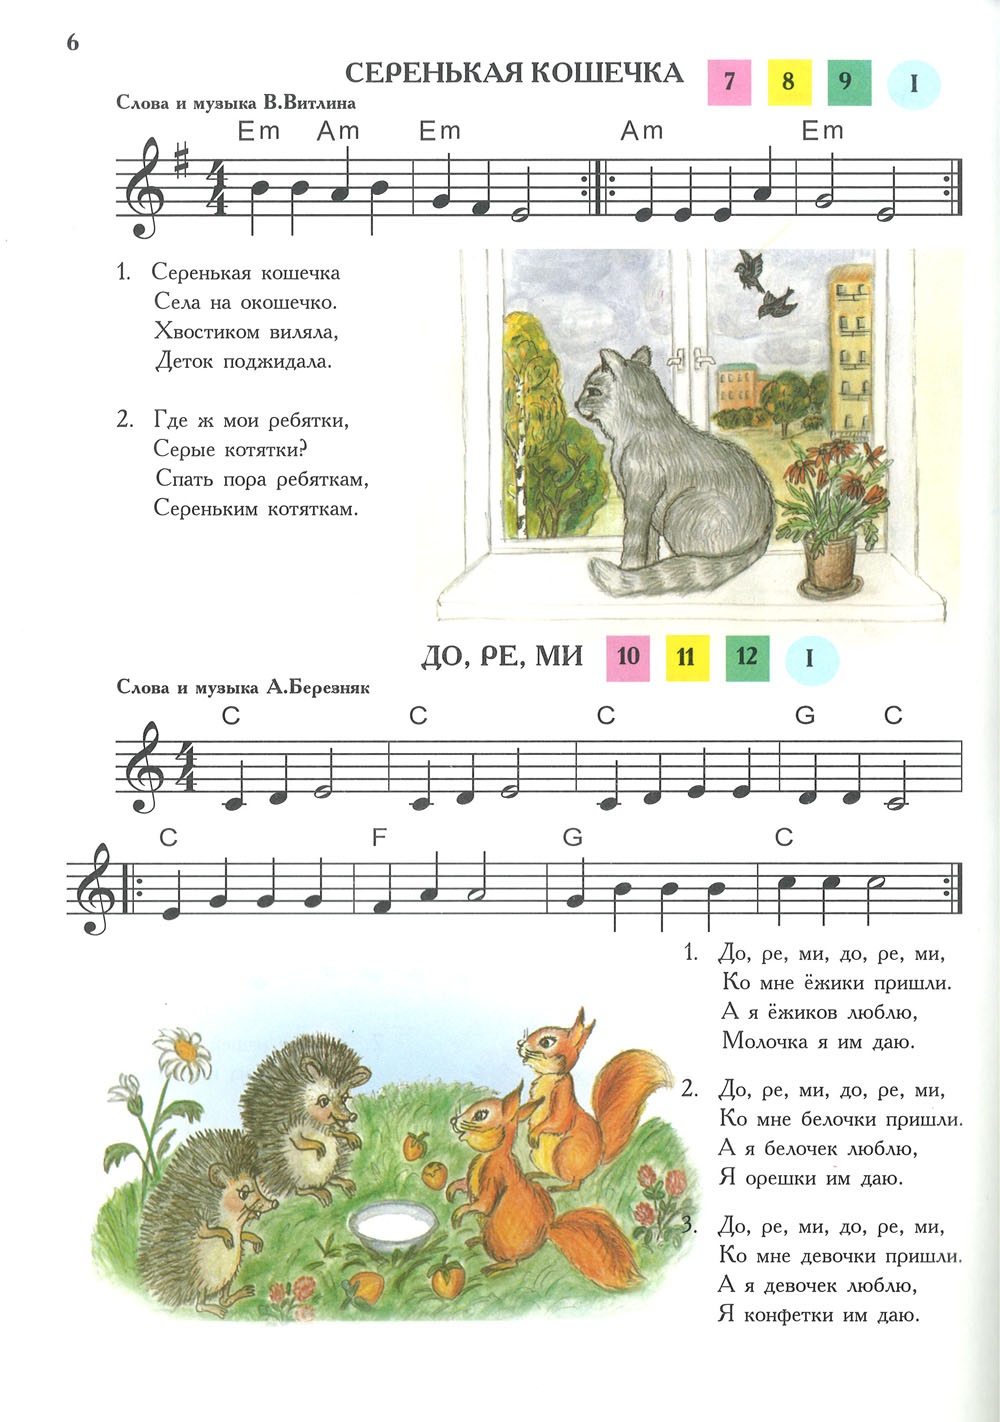 6
СЕРЕНЬКАЯ КОШЕЧКА 7 8 9 I
Слова и музыка В.Витлина
Em Am Em Am Em
4
4
1. Серенькая кошечка
Села на окошечко.
Хвостиком виляла,
Деток поджидала.
2. Где ж мои ребятки,
Серые котятки?
Спать пора ребяткам,
Сереньким котяткам.
ДО, РЕ, МИ 10 11 12 I
Слова и музыка А.Березняк
C C C G C
4
4
C F G C
1. До, ре, ми, до, ре, ми,
Ко мне ёжики пришли.
А я ёжиков люблю,
Молочка я им даю.
2. До, ре, ми, до, ре, ми,
Ко мне белочки пришли.
А я белочек люблю,
Я орешки им даю.
3. До, ре, ми, до, ре, ми,
Ко мне девочки пришли.
А я девочек люблю,
Я конфетки им даю.